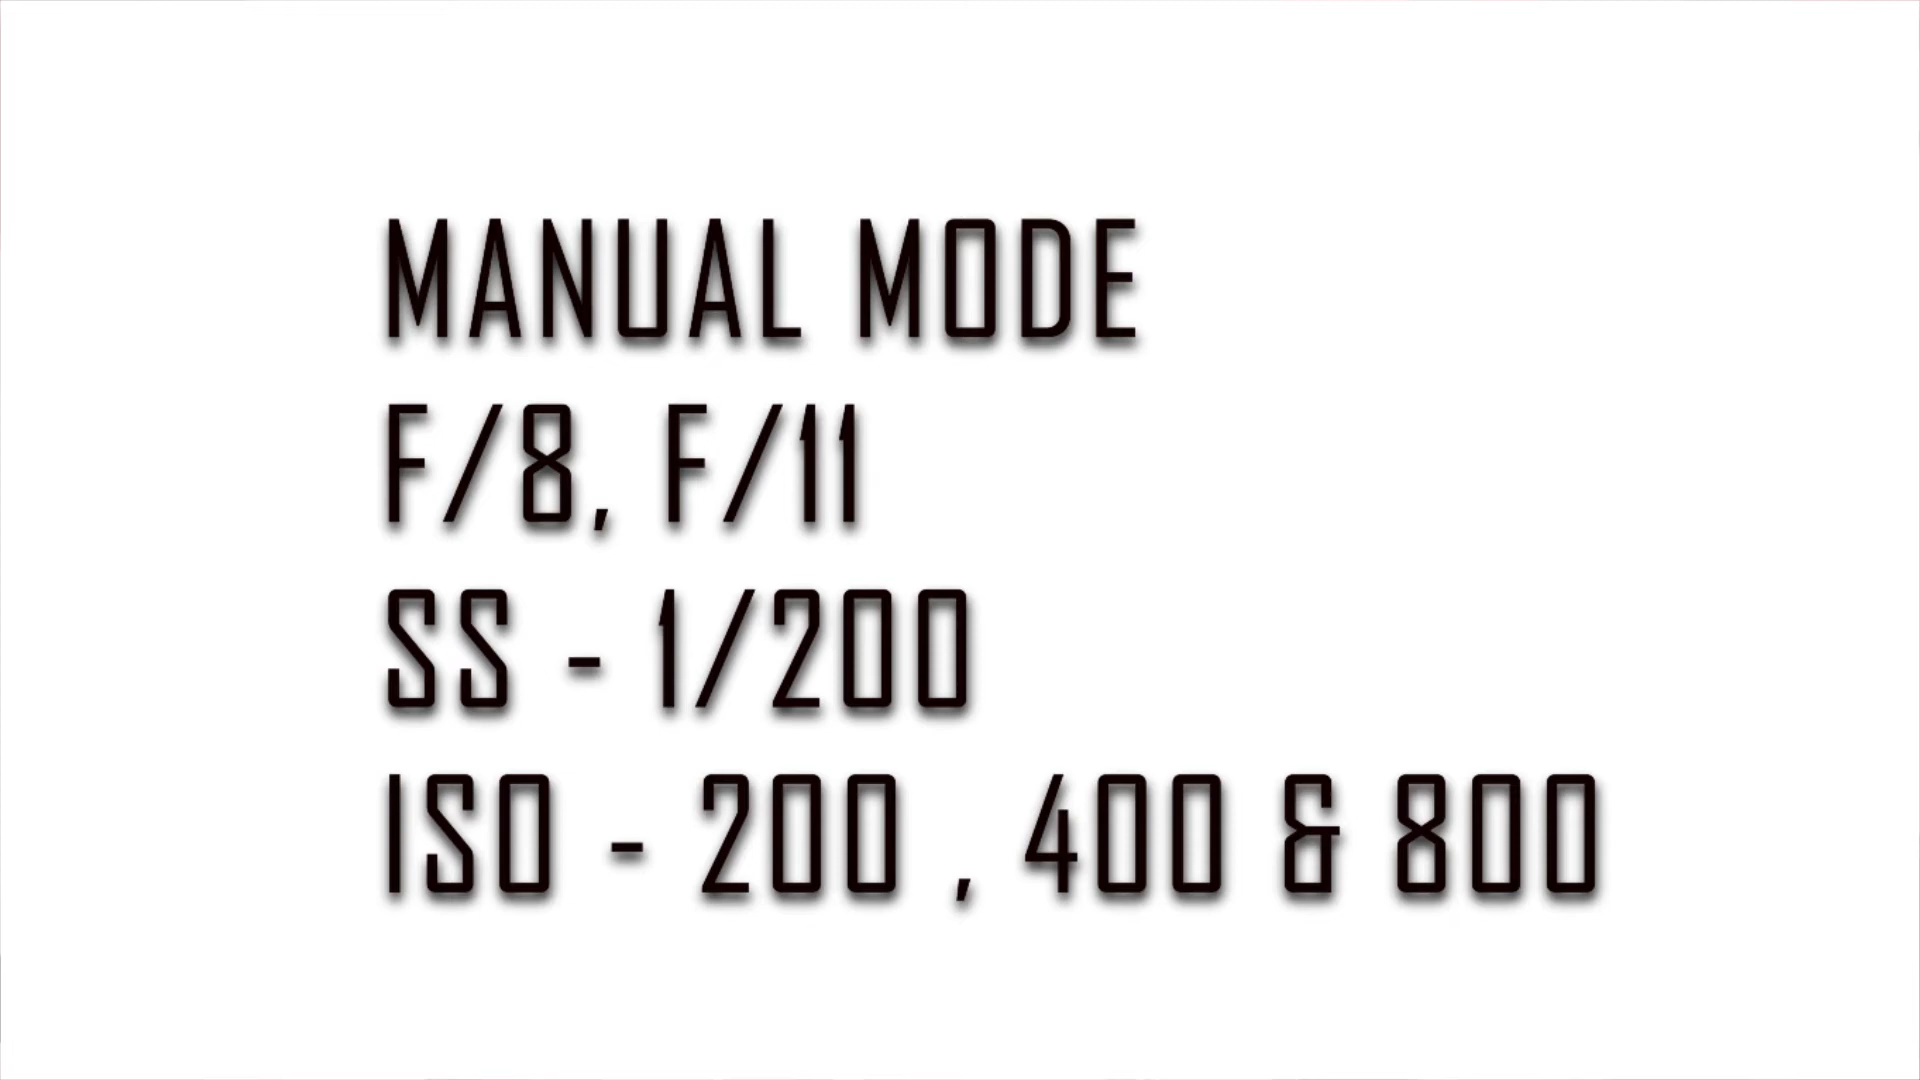 MANUAL MODE
F/8, F/11
SS - 1/200
ISO - 200 , 400 & 800